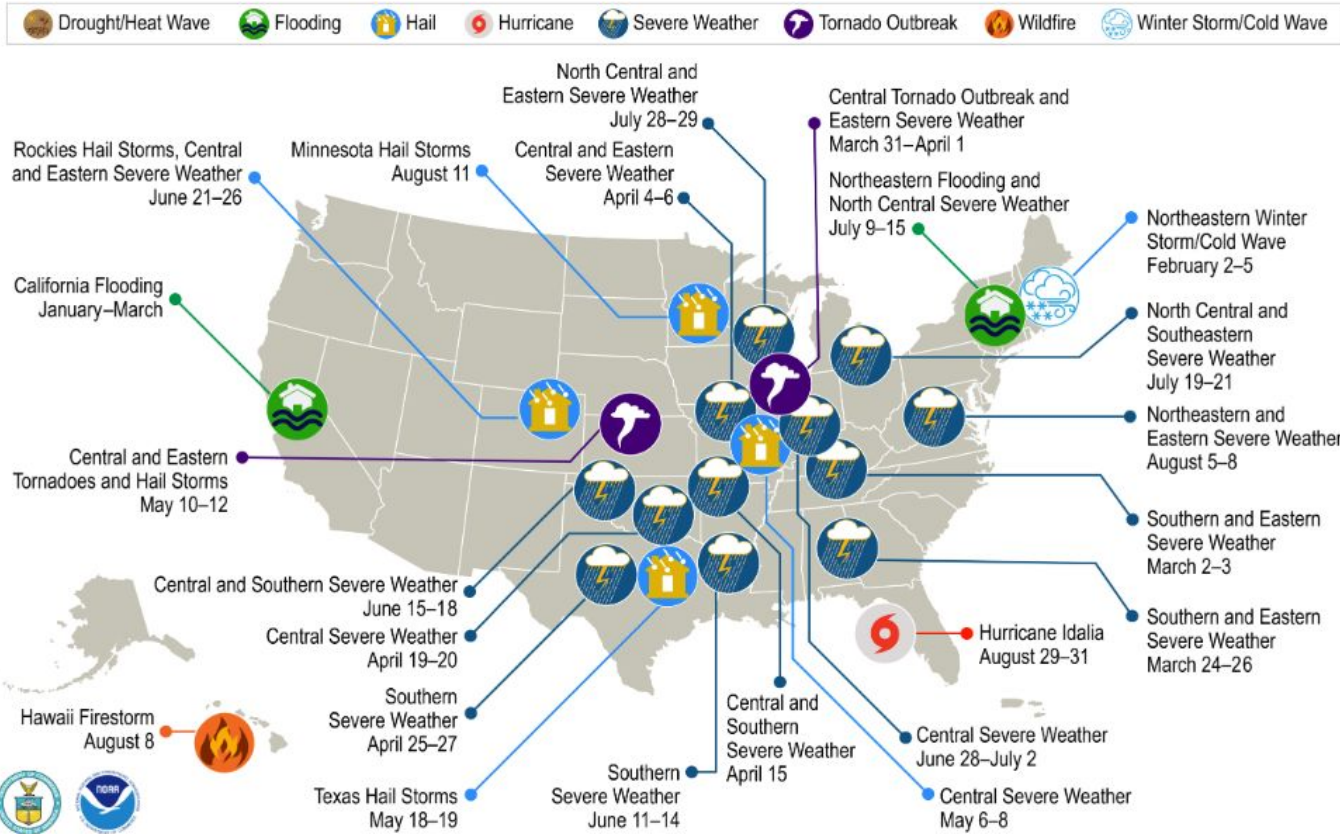 Drought/Heat Wave
Flooding
Hail
Hurricane
Severe Weather
Tornado Outbreak
Wildfire
Winter Storm/Cold Wave
North Central and
Eastern Severe Weather
July 28–29
Central Tornado Outbreak and
Eastern Severe Weather
March 31–April 1
Rockies Hail Storms, Central
and Eastern Severe Weather
June 21–26
Minnesota Hail Storms
August 11
Central and Eastern
Severe Weather
April 4–6
Northeastern Flooding and
North Central Severe Weather
July 9–15
Northeastern Winter
Storm/Cold Wave
February 2–5
California Flooding
January–March
North Central and
Southeastern
Severe Weather
July 19–21
Northeastern and
Eastern Severe Weather
August 5–8
Central and Eastern
Tornadoes and Hail Storms
May 10–12
Southern and Eastern
Severe Weather
March 2–3
Central and Southern Severe Weather
June 15–18
Southern and Eastern
Severe Weather
March 24–26
Central Severe Weather
April 19–20
Hurricane Idalia
August 29–31
Southern
Severe Weather
April 25–27
Central and
Southern
Severe Weather
April 15
Hawaii Firestorm
August 8
Central Severe Weather
June 28–July 2
Texas Hail Storms
May 18–19
Southern
Severe Weather
June 11–14
Central Severe Weather
May 6–8
NOAA